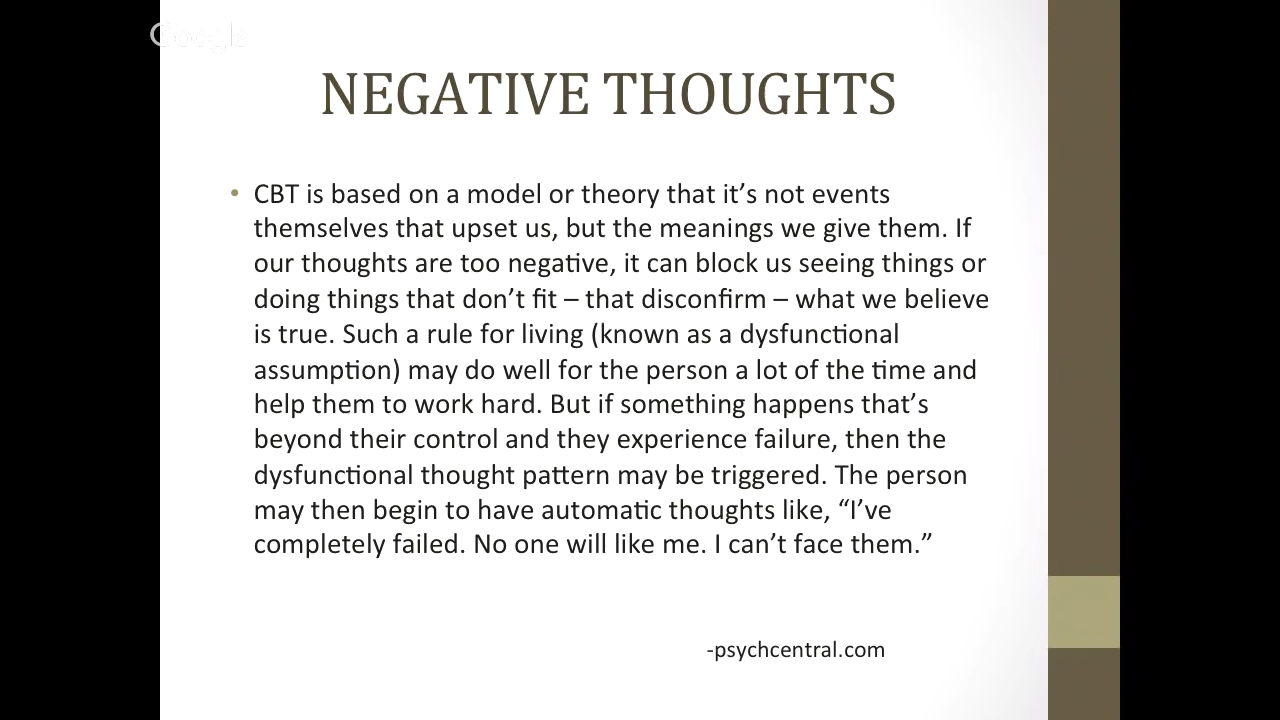 Google
NEGATIVE THOUGHTS
• CBT is based on a model or theory that it’s not events
themselves that upset us, but the meanings we give them. If
our thoughts are too negative, it can block us seeing things or
doing things that don’t fit – that disconfirm – what we believe
is true. Such a rule for living (known as a dysfunctional
assumption) may do well for the person a lot of the time and
help them to work hard. But if something happens that’s
beyond their control and they experience failure, then the
dysfunctional thought pattern may be triggered. The person
may then begin to have automatic thoughts like, “I’ve
completely failed. No one will like me. I can’t face them.”
-psychcentral.com